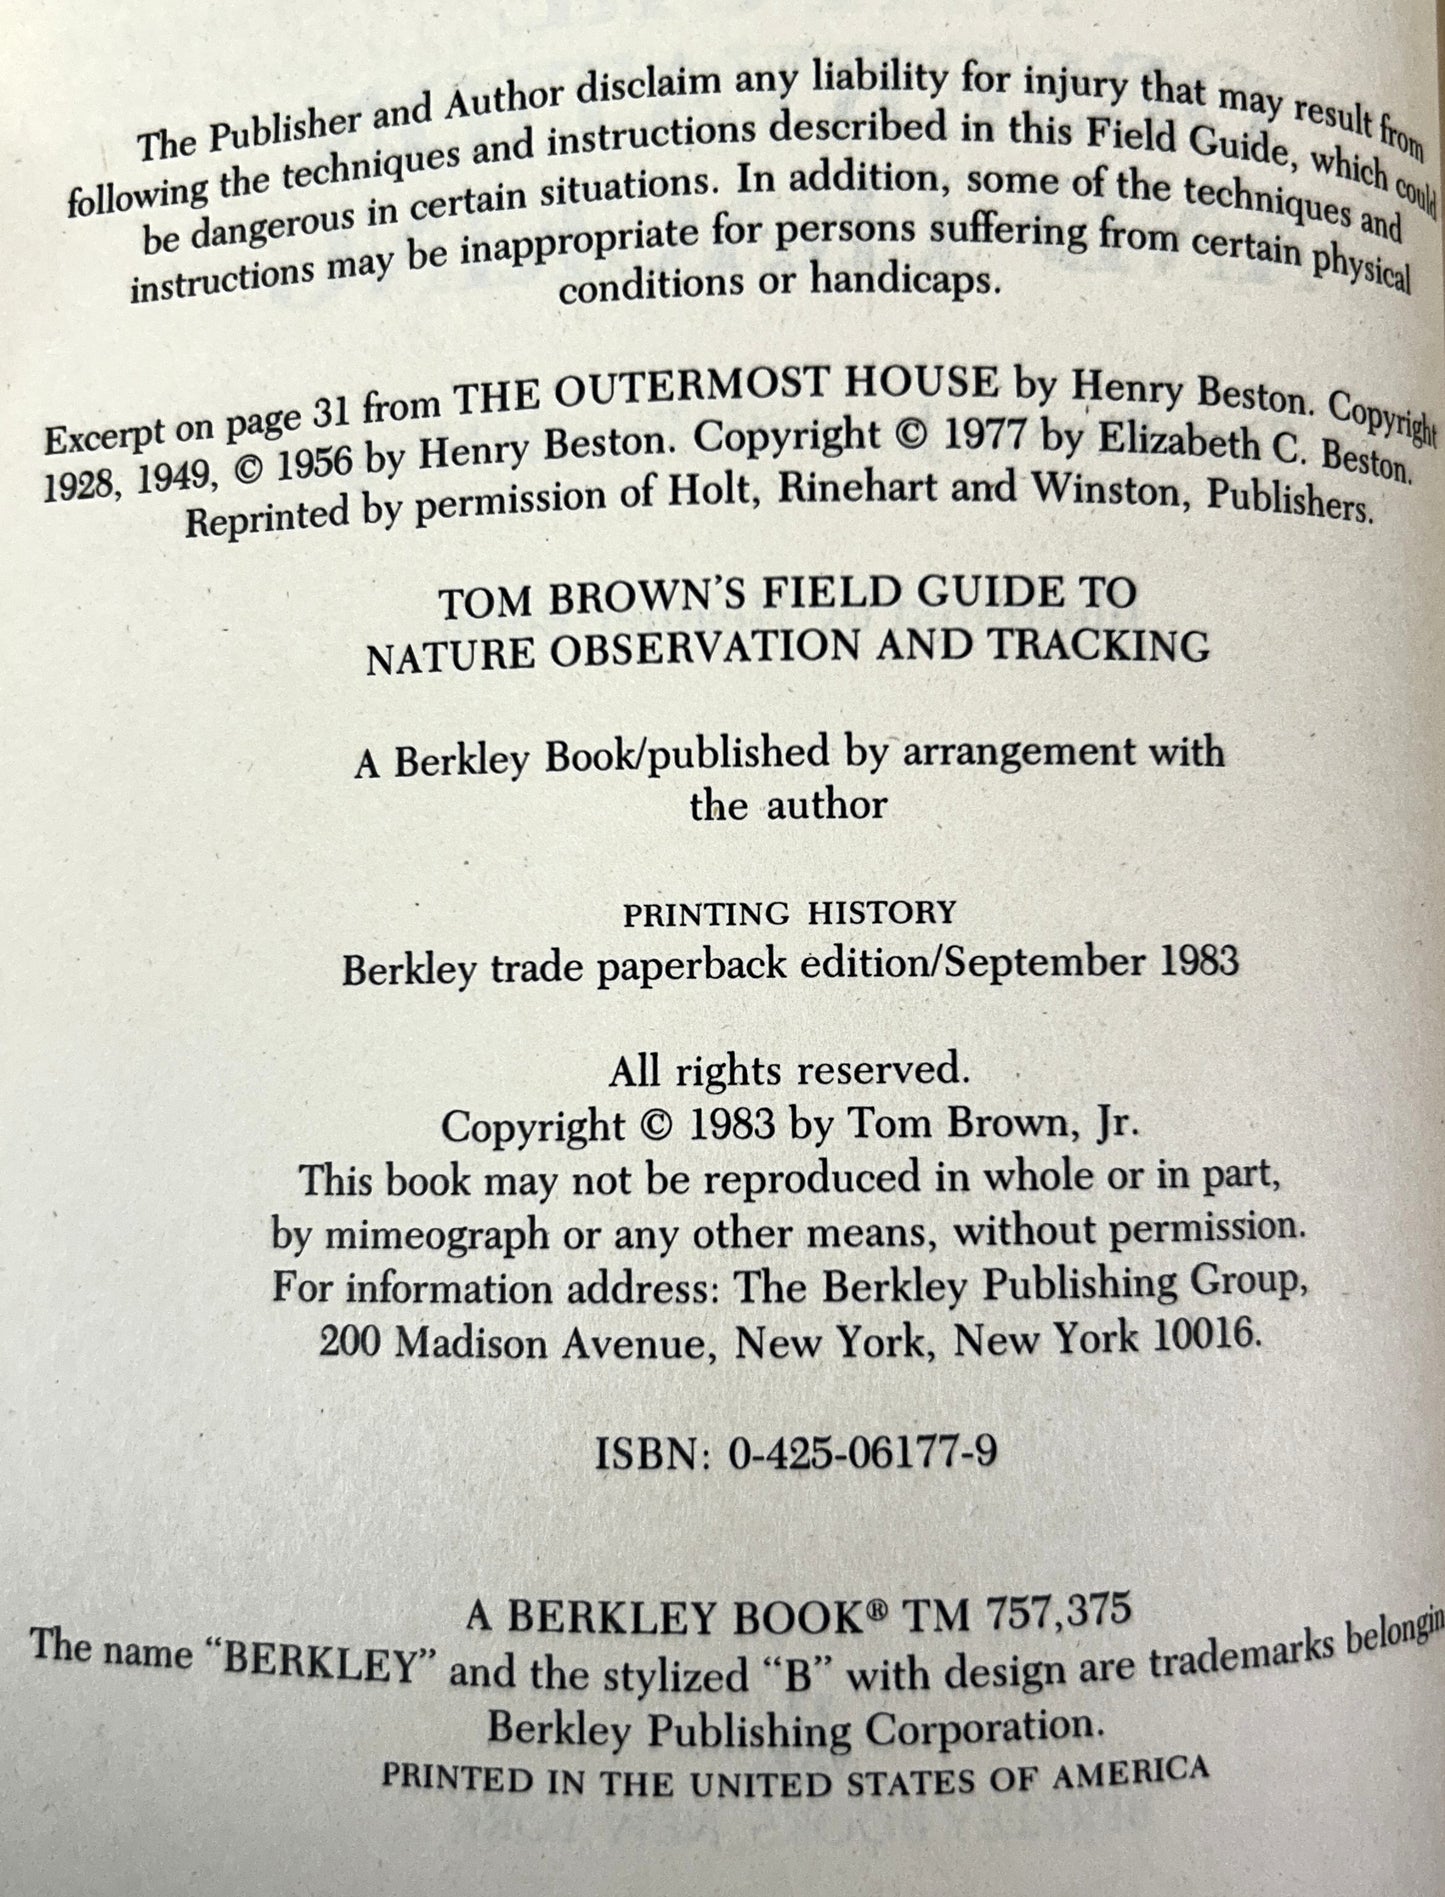 The Publisher and Author disclaim any liability for injury that may result from
following the techniques and instructions described in this Field Guide, which could
be dangerous in certain situations. In addition, some of the techniques and
instructions may be inappropriate for persons suffering from certain physical
conditions or handicaps.
Excerpt on page 31 from THE OUTERMOST HOUSE by Henry Beston. Copyright
1928, 1949, © 1956 by Henry Beston. Copyright © 1977 by Elizabeth C. Beston.
Reprinted by permission of Holt, Rinehart and Winston, Publishers.
TOM BROWN'S FIELD GUIDE TO
NATURE OBSERVATION AND TRACKING
A Berkley Book/published by arrangement with
the author
PRINTING HISTORY
Berkley trade paperback edition/September 1983
All rights reserved.
Copyright © 1983 by Tom Brown, Jr.
This book may not be reproduced in whole or in part,
by mimeograph or any other means, without permission.
For information address: The Berkley Publishing Group,
200 Madison Avenue, New York, New York 10016.
ISBN: 0-425-06177-9
A BERKLEY BOOK® TM 757,375
The name "BERKLEY" and the stylized "B" with design are trademarks belongin
Berkley Publishing Corporation.
PRINTED IN THE UNITED STATES OF AMERICA